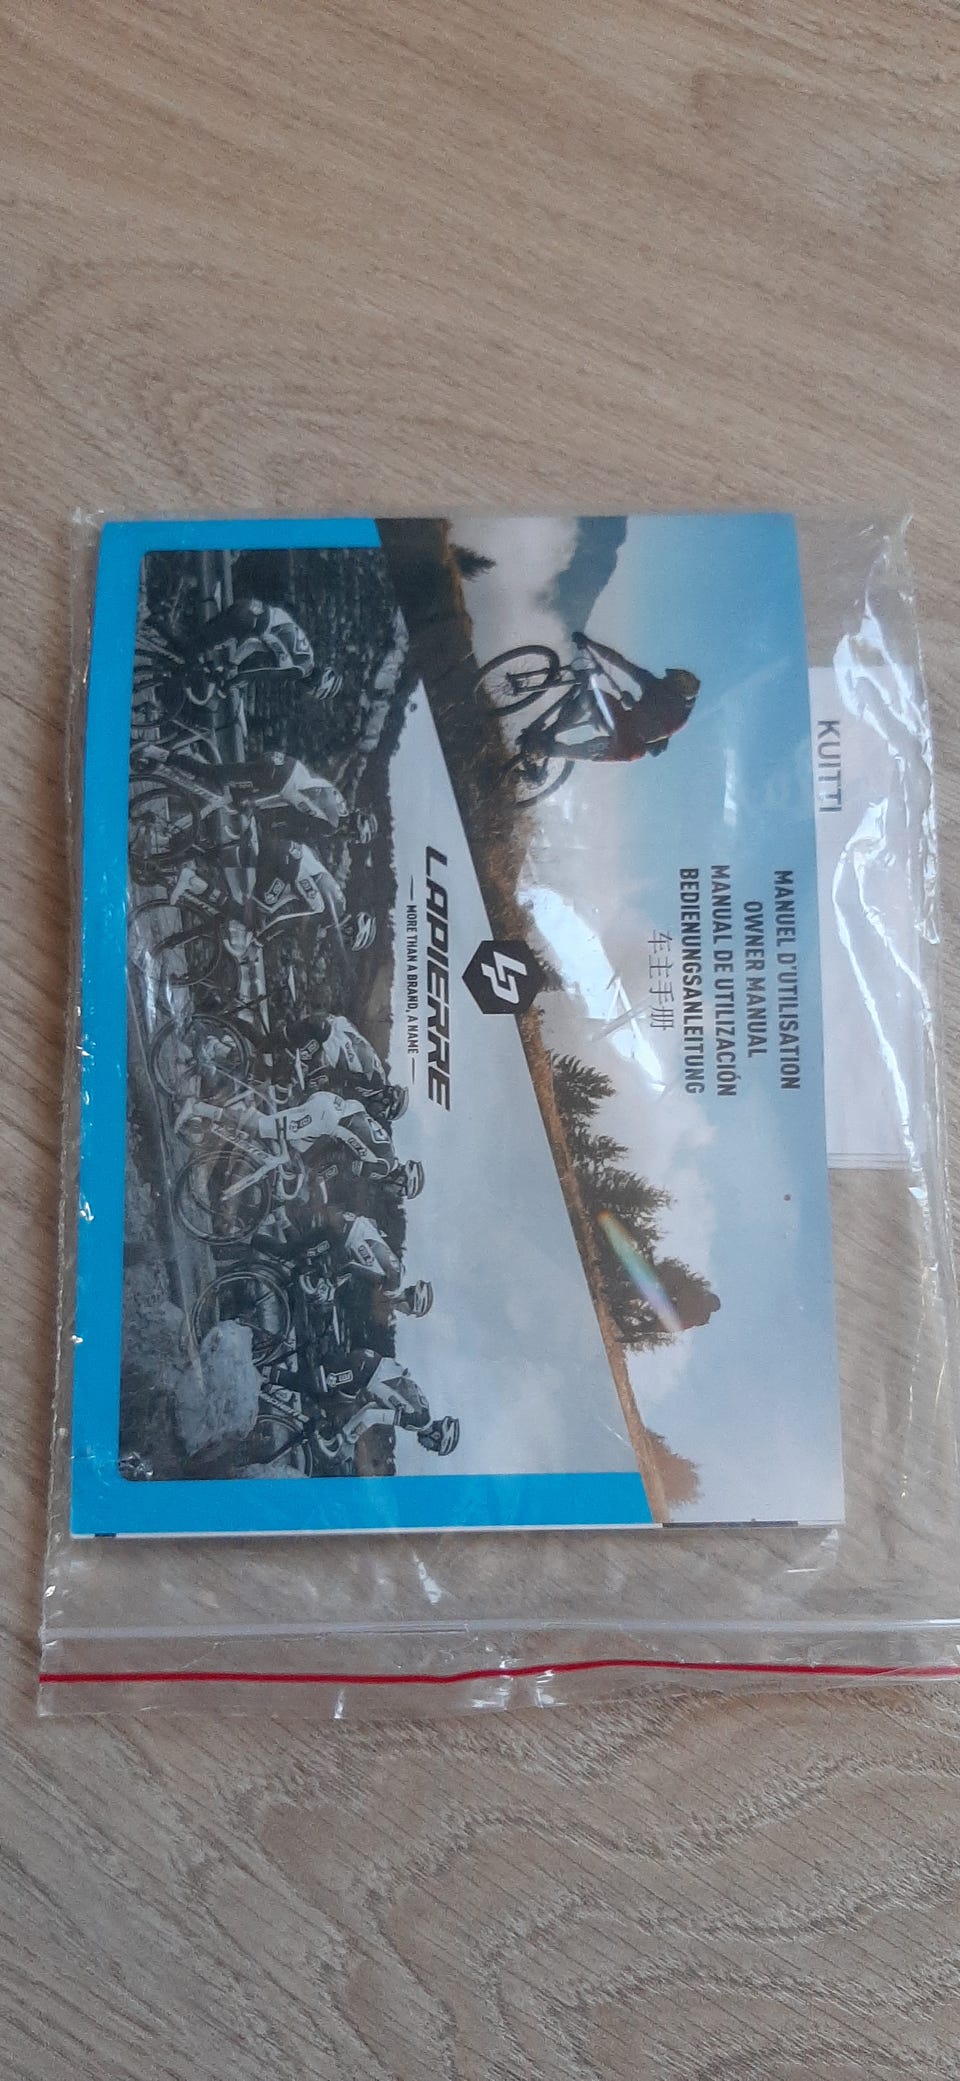 KUITTI
MANUEL D'UTILISATION
OWNER MANUAL
MANUAL DE UTILIZACIÓN
BEDIENUNGSANLEITUNG
车主手册
LAPIERRE
— MORE THAN A BRAND, A NAME —